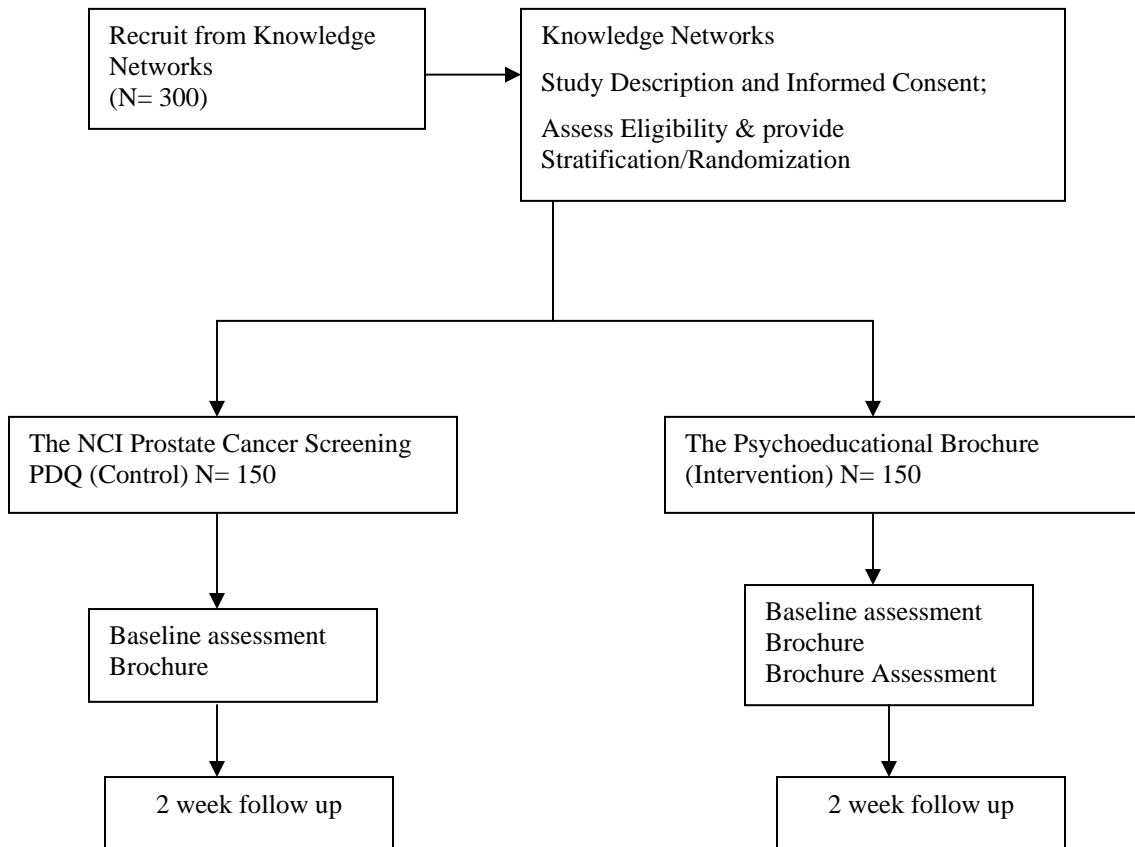 Recruit from Knowledge
Networks
(N= 300)
Knowledge Networks
Study Description and Informed Consent;
Assess Eligibility & provide
Stratification/Randomization
The NCI Prostate Cancer Screening
PDQ (Control) N= 150
The Psychoeducational Brochure
(Intervention) N= 150
Baseline assessment
Brochure
Baseline assessment
Brochure
Brochure Assessment
2 week follow up
2 week follow up